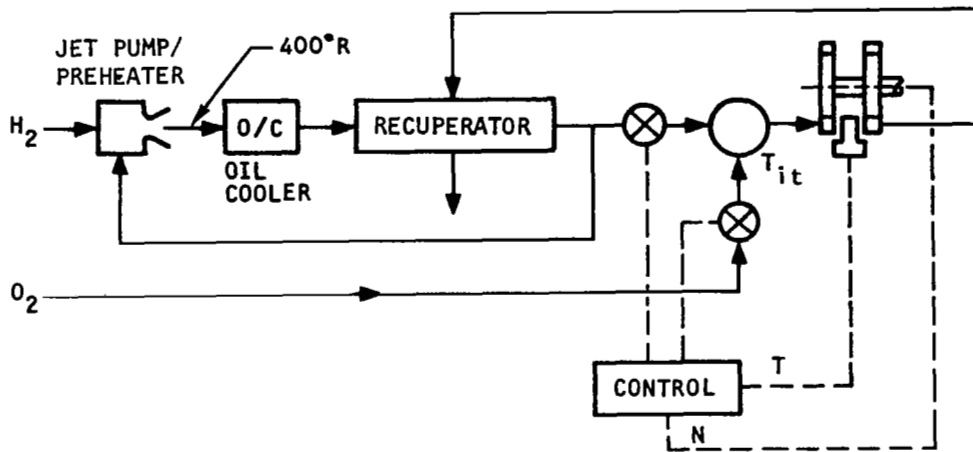 JET PUMP/
PREHEATER
400°R
H2
O/C
RECUPERATOR
OIL
COOLER
Tit
O2
CONTROL
T
N